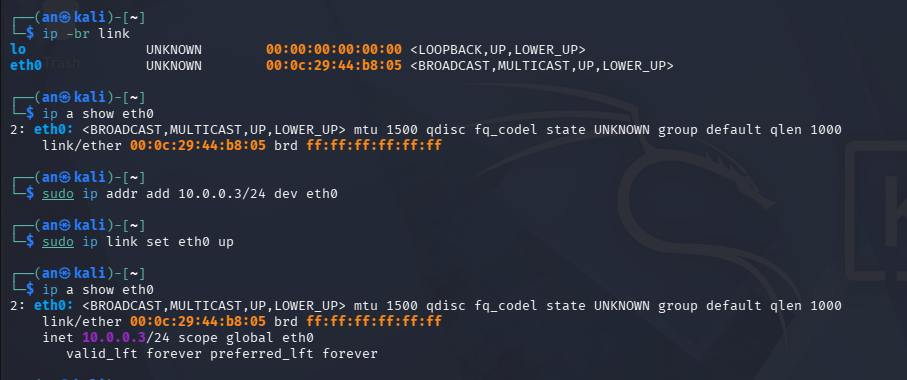 ┌──(an㉿kali)-[~]
└─$ ip -br link
lo UNKNOWN 00:00:00:00:00:00 <LOOPBACK,UP,LOWER_UP>
eth0 UNKNOWN 00:0c:29:44:b8:05 <BROADCAST,MULTICAST,UP,LOWER_UP>
Trash
┌──(an㉿kali)-[~]
└─$ ip a show eth0
2: eth0: <BROADCAST,MULTICAST,UP,LOWER_UP> mtu 1500 qdisc fq_codel state UNKNOWN group default qlen 1000
link/ether 00:0c:29:44:b8:05 brd ff:ff:ff:ff:ff:ff
┌──(an㉿kali)-[~]
└─$ sudo ip addr add 10.0.0.3/24 dev eth0
┌──(an㉿kali)-[~]
└─$ sudo ip link set eth0 up
┌──(an㉿kali)-[~]
└─$ ip a show eth0
2: eth0: <BROADCAST,MULTICAST,UP,LOWER_UP> mtu 1500 qdisc fq_codel state UNKNOWN group default qlen 1000
link/ether 00:0c:29:44:b8:05 brd ff:ff:ff:ff:ff:ff
inet 10.0.0.3/24 scope global eth0
valid_lft forever preferred_lft forever